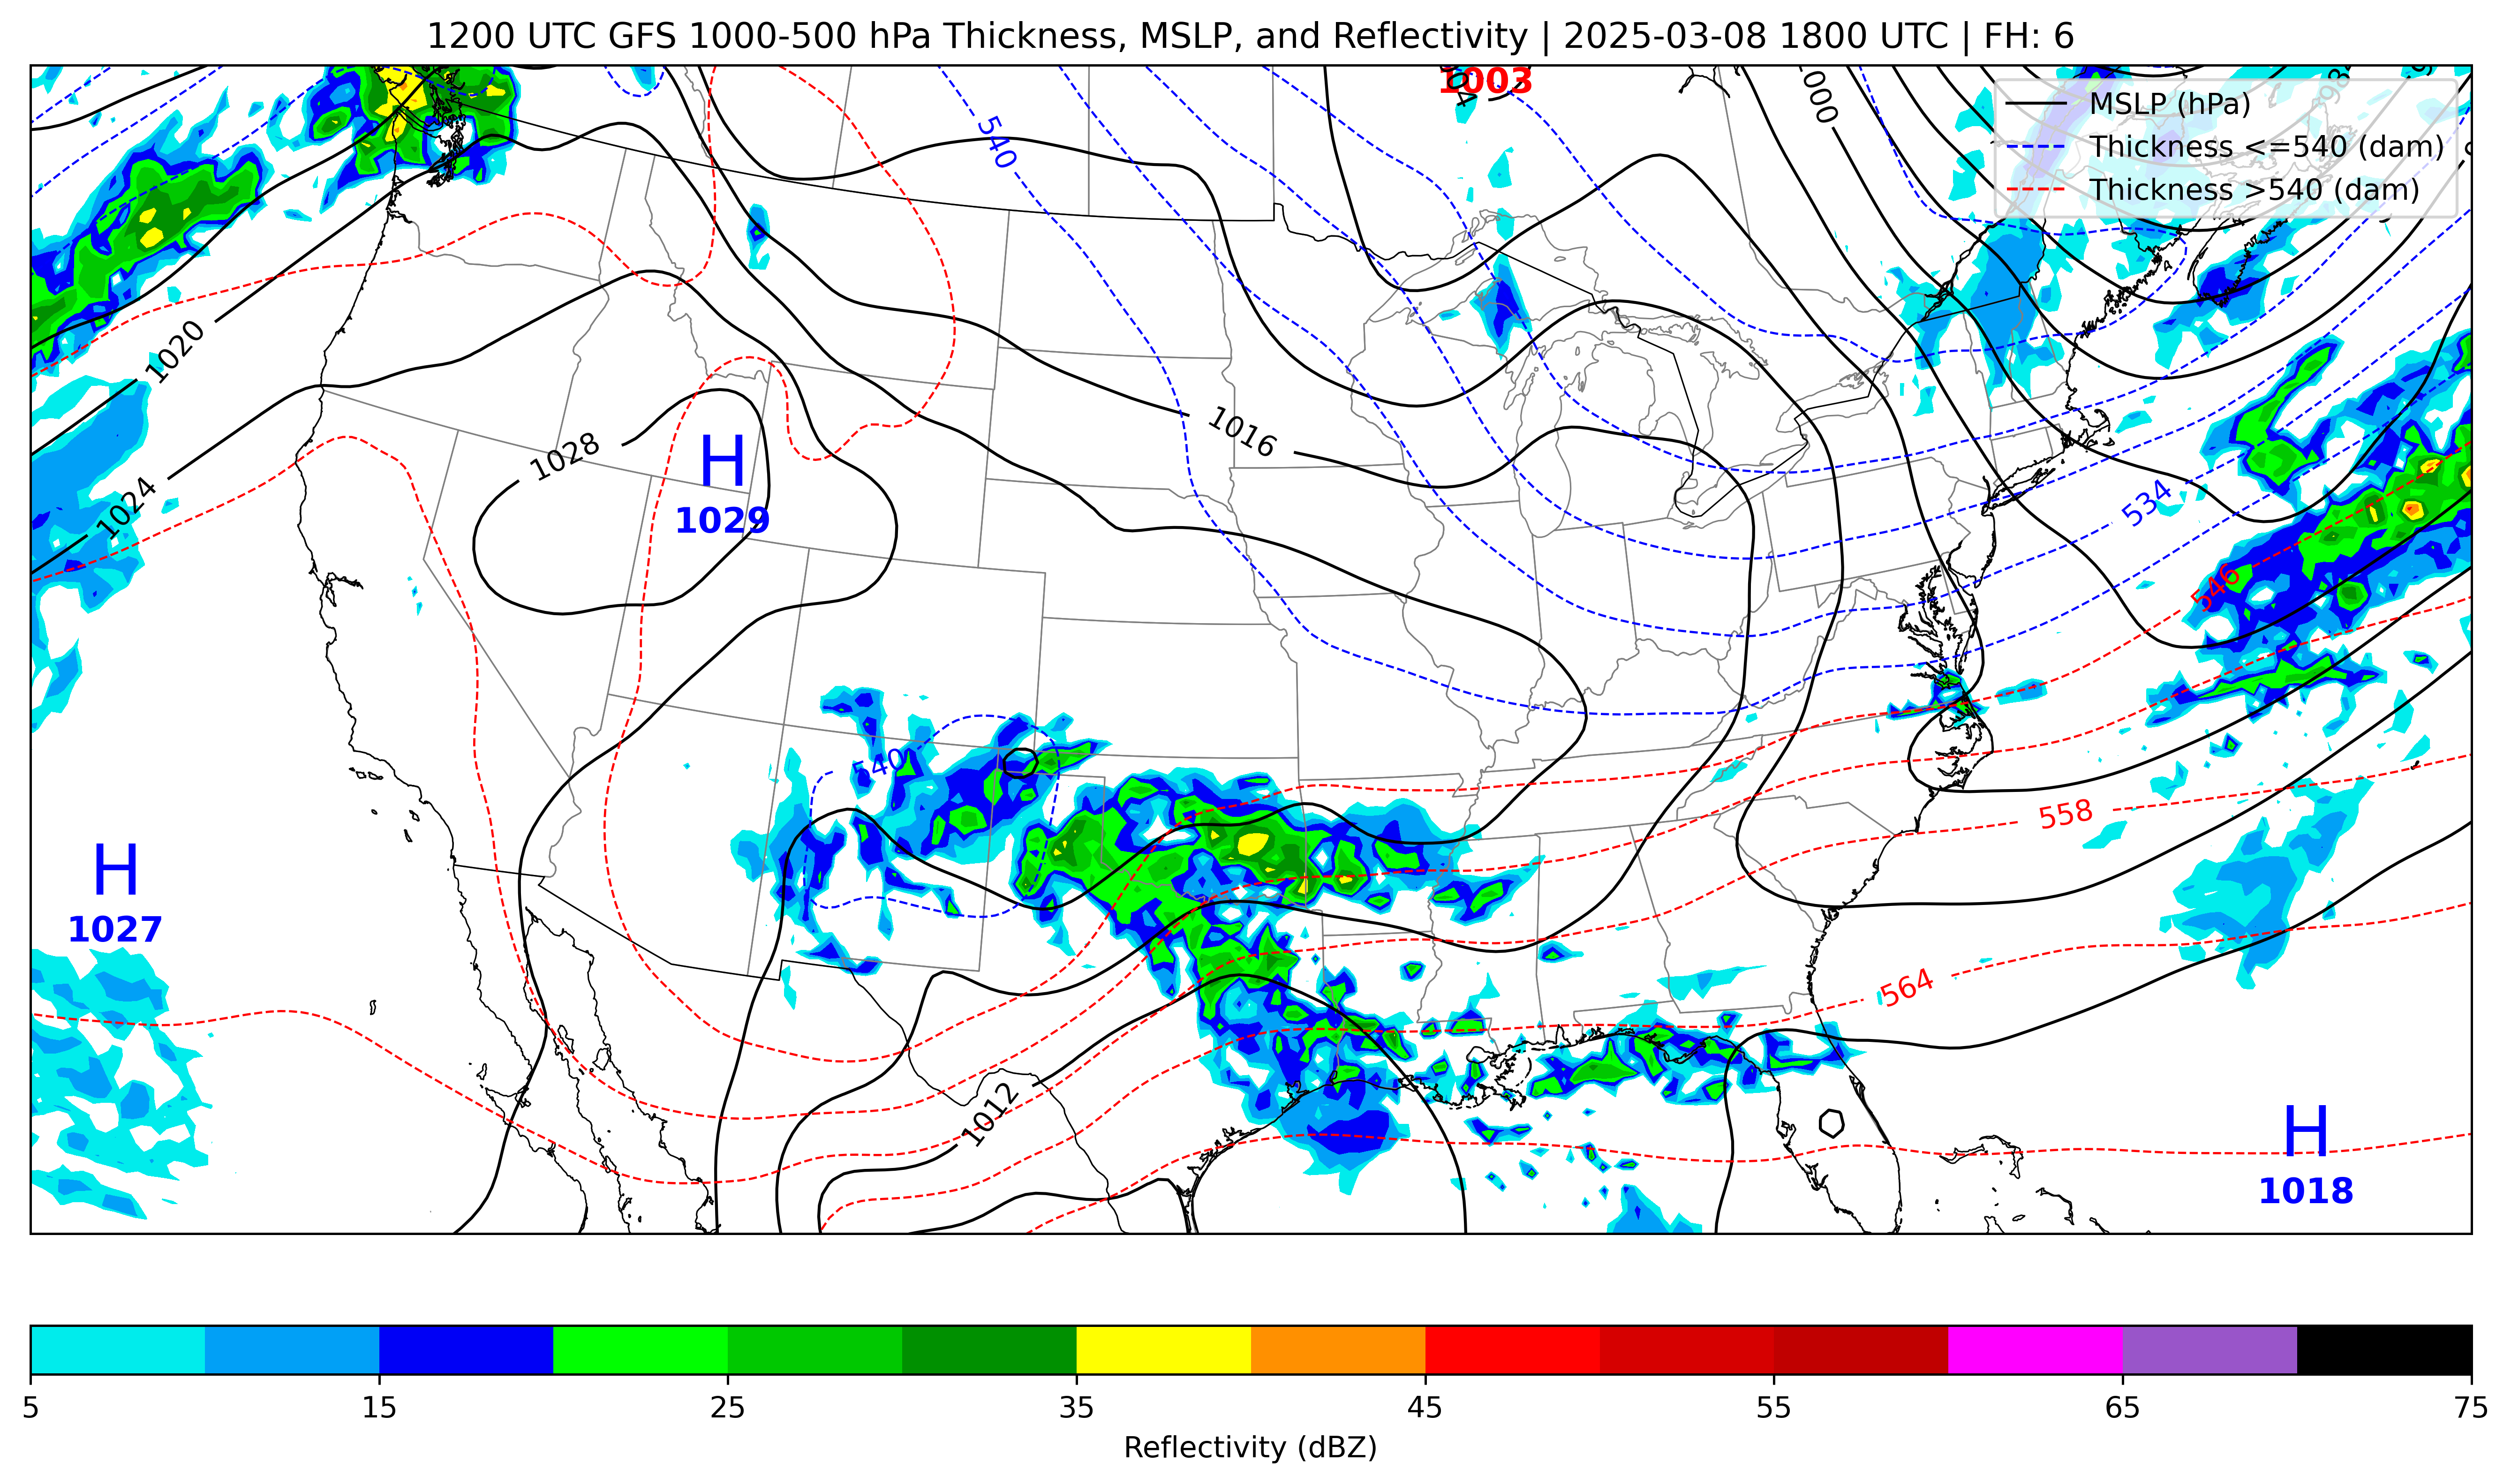 1200 UTC GFS 1000-500 hPa Thickness, MSLP, and Reflectivity | 2025-03-08 1800 UTC | FH: 6
1003
1000
MSLP (hPa)
Thickness <=540 (dam)
Thickness >540 (dam)
540
1020
1016
1028
H
1029
1024
534
546
540
558
H
1027
564
1012
H
1018
5 15 25 35 45 55 65 75
Reflectivity (dBZ)